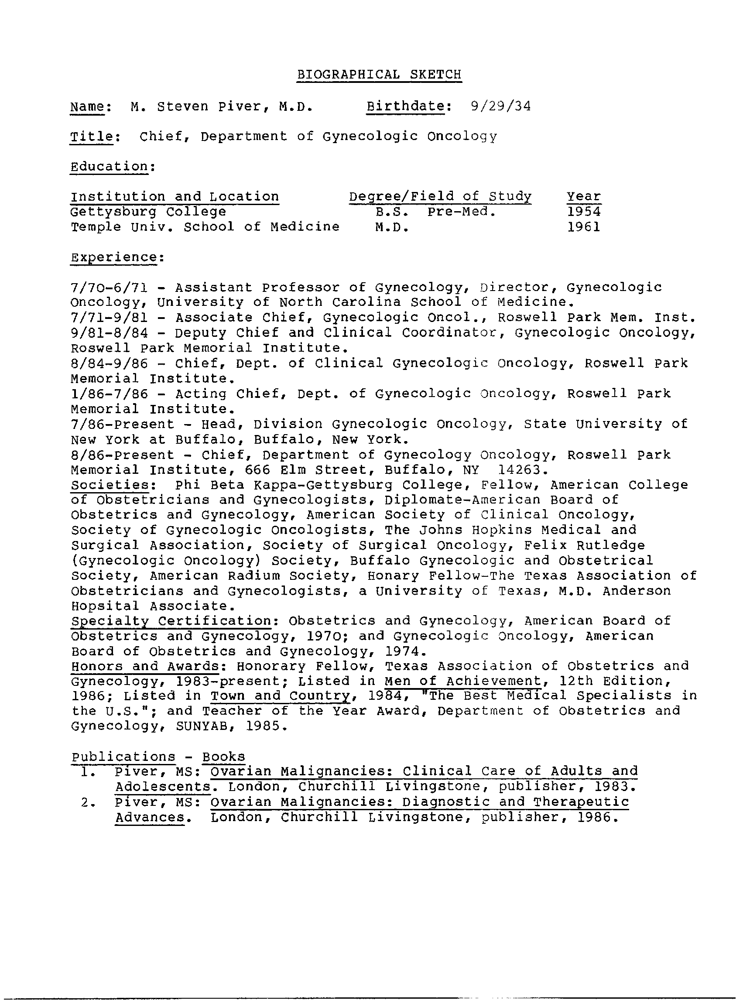 BIOGRAPHICAL SKETCH
Name: M. Steven Piver, M.D. Birthdate: 9/29/34
Title: Chief, Department of Gynecologic Oncology
Education:
Institution and Location Degree/Field of Study Year
Gettysburg College B.S. Pre-Med. 1954
Temple Univ. School of Medicine M.D. 1961
Experience:
7/70-6/71 - Assistant Professor of Gynecology, Director, Gynecologic
Oncology, University of North Carolina School of Medicine.
7/71-9/81 - Associate Chief, Gynecologic Oncol., Roswell Park Mem. Inst.
9/81-8/84 - Deputy Chief and Clinical Coordinator, Gynecologic Oncology,
Roswell Park Memorial Institute.
8/84-9/86 - Chief, Dept. of Clinical Gynecologic Oncology, Roswell Park
Memorial Institute.
1/86-7/86 - Acting Chief, Dept. of Gynecologic Oncology, Roswell Park
Memorial Institute.
7/86-Present - Head, Division Gynecologic Oncology, State University of
New York at Buffalo, Buffalo, New York.
8/86-Present - Chief, Department of Gynecology Oncology, Roswell Park
Memorial Institute, 666 Elm Street, Buffalo, NY 14263.
Societies: Phi Beta Kappa-Gettysburg College, Fellow, American College
of Obstetricians and Gynecologists, Diplomate-American Board of
Obstetrics and Gynecology, American Society of Clinical Oncology,
Society of Gynecologic Oncologists, The Johns Hopkins Medical and
Surgical Association, Society of Surgical Oncology, Felix Rutledge
(Gynecologic Oncology) Society, Buffalo Gynecologic and Obstetrical
Society, American Radium Society, Honary Fellow-The Texas Association of
Obstetricians and Gynecologists, a University of Texas, M.D. Anderson
Hopsital Associate.
Specialty Certification: Obstetrics and Gynecology, American Board of
Obstetrics and Gynecology, 1970; and Gynecologic Oncology, American
Board of Obstetrics and Gynecology, 1974.
Honors and Awards: Honorary Fellow, Texas Association of Obstetrics and
Gynecology, 1983-present; Listed in Men of Achievement, 12th Edition,
1986; Listed in Town and Country, 1984, "The Best Medical Specialists in
the U.S."; and Teacher of the Year Award, Department of Obstetrics and
Gynecology, SUNYAB, 1985.
Publications - Books
1. Piver, MS: Ovarian Malignancies: Clinical Care of Adults and
Adolescents. London, Churchill Livingstone, publisher, 1983.
2. Piver, MS: Ovarian Malignancies: Diagnostic and Therapeutic
Advances. London, Churchill Livingstone, publisher, 1986.